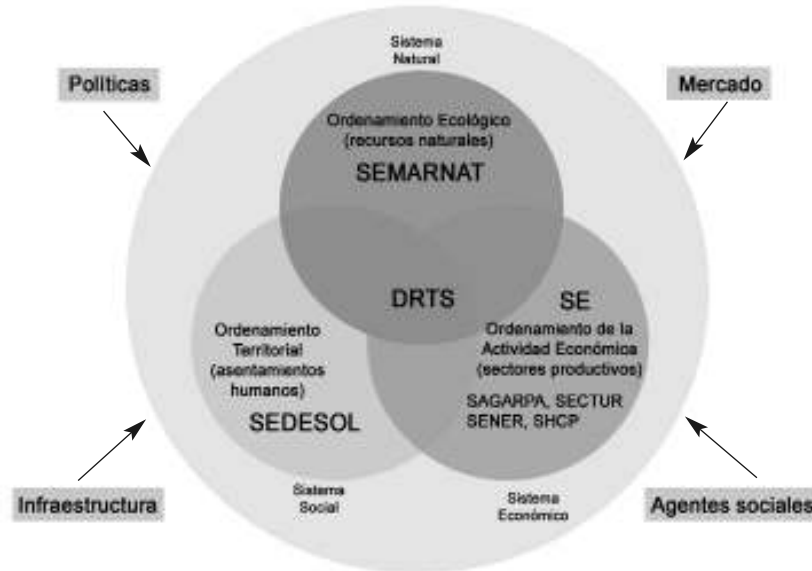 Sistema
Natural
Políticas
Mercado
Ordenamiento Ecológico
(recursos naturales)
SEMARNAT
DRTS
SE
Ordenamiento
Territorial
(asentamientos
humanos)
SEDESOL
Ordenamiento de la
Actividad Económica
(sectores productivos)
SAGARPA, SECTUR
SENER, SHCP
Infraestructura
Sistema
Social
Sistema
Económico
Agentes sociales